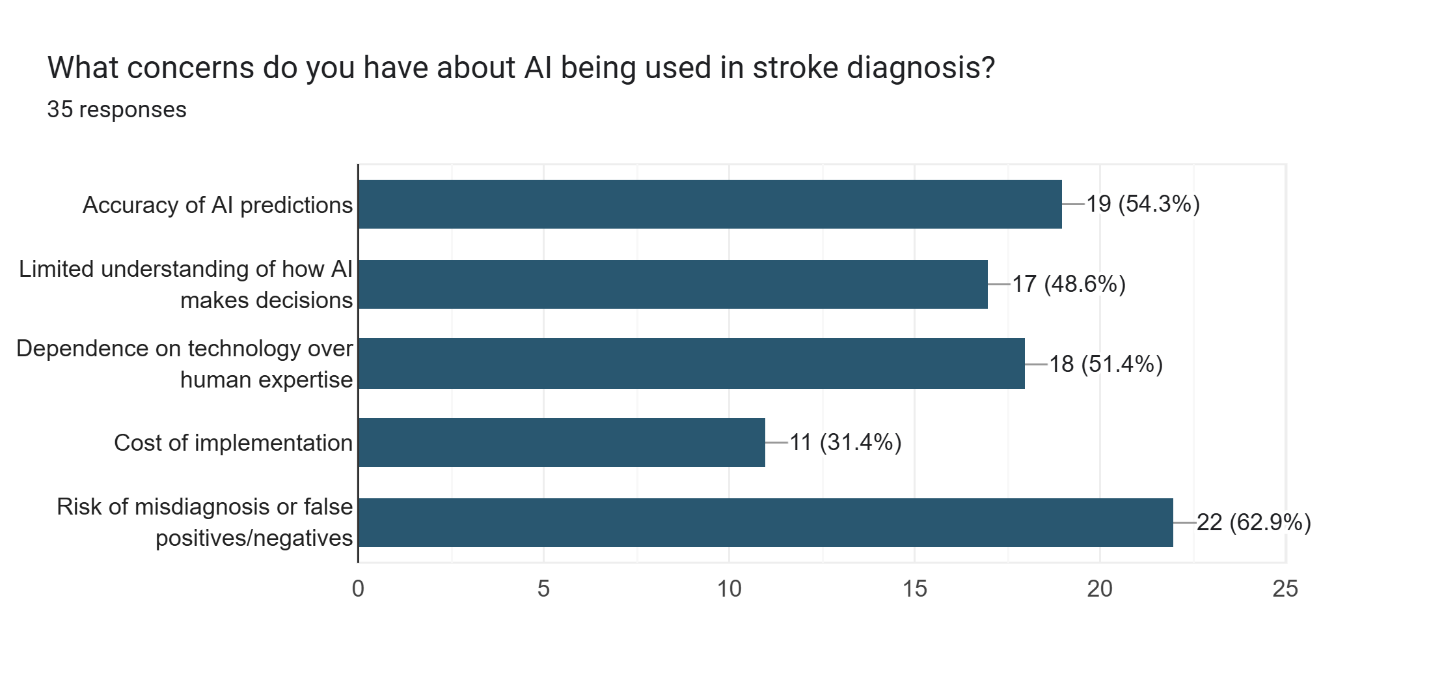 What concerns do you have about AI being used in stroke diagnosis?
35 responses
Accuracy of AI predictions
19 (54.3%)
Limited understanding of how AI
makes decisions
17 (48.6%)
Dependence on technology over
human expertise
18 (51.4%)
Cost of implementation
11 (31.4%)
Risk of misdiagnosis or false
positives/negatives
22 (62.9%)
0 5 10 15 20 25